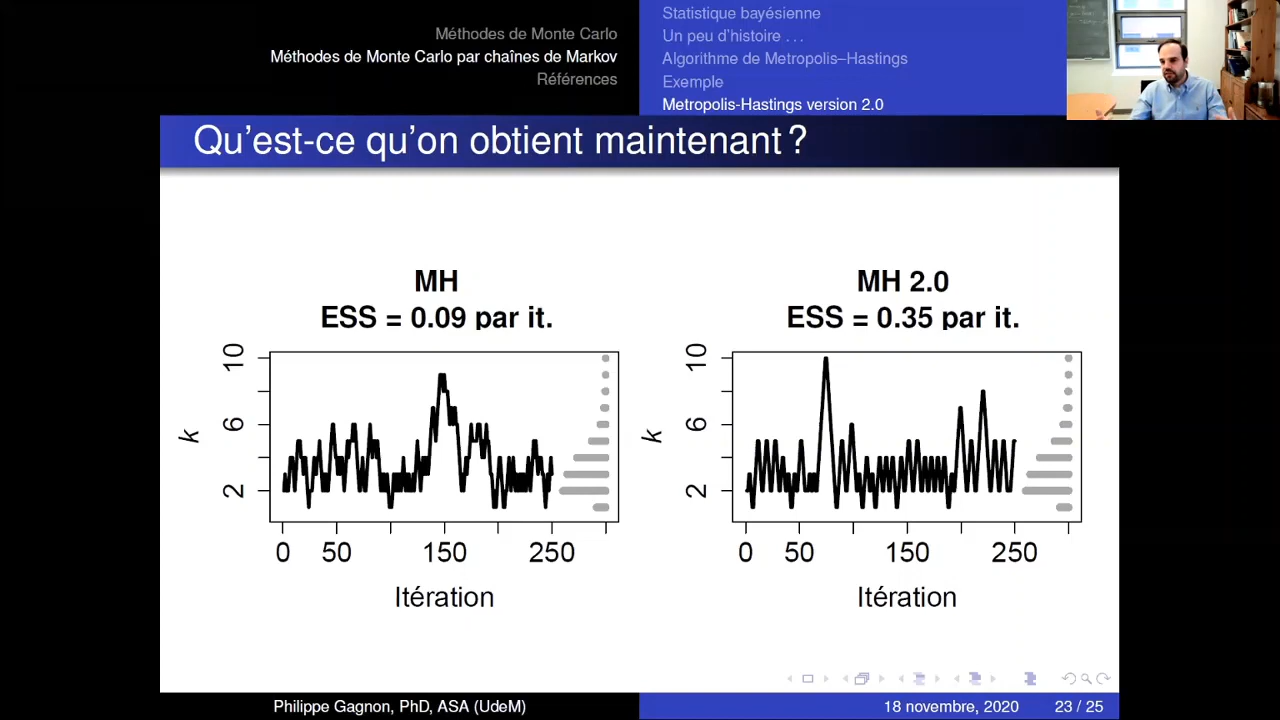 Méthodes de Monte Carlo
Méthodes de Monte Carlo par chaînes de Markov
Références
Statistique bayésienne
Un peu d'histoire ...
Algorithme de Metropolis–Hastings
Exemple
Metropolis-Hastings version 2.0
Qu'est-ce qu'on obtient maintenant ?
MH
ESS = 0.09 par it.
10
6
2
k
0 50 150 250
Itération
MH 2.0
ESS = 0.35 par it.
10
6
2
k
0 50 150 250
Itération
Philippe Gagnon, PhD, ASA (UdeM)
18 novembre, 2020 23 / 25